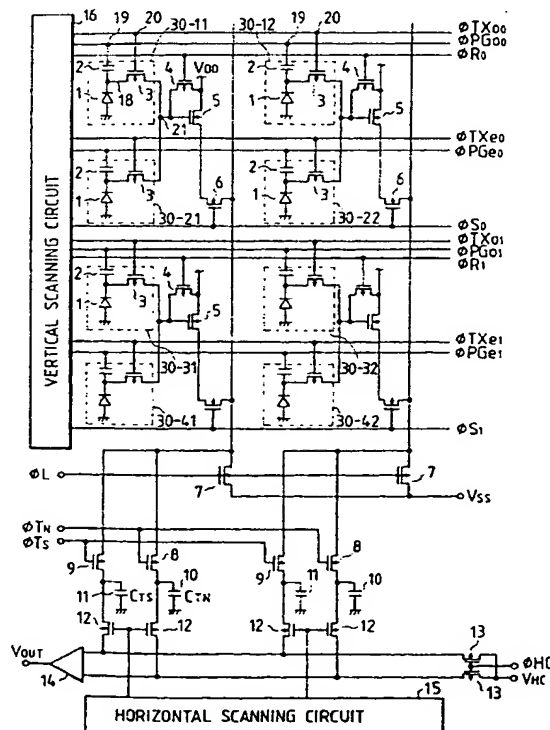 16 19 20 30-11 30-12 19 20
ΦTX00
ΦPG00
ΦR0
2 4 VDD 2 4
1 18 3 5 1 3 5
21
ΦTXe0
ΦPGe0
2 2
1 3 6 1 3 6
30-21 30-22
ΦS0
ΦTX01
ΦPG01
ΦR1
2 4
1 3 5
ΦTXe1
ΦPGe1
30-31 30-32
30-41 30-42
ΦS1
VERTICAL SCANNING CIRCUIT
ΦL 7 7
VSS
ΦTN
ΦTS
9 8 9 8
11 CTS 10 CTN 11 10
12 12 12 12
13
VOUT ΦHC
14 13 VHC
15
HORIZONTAL SCANNING CIRCUIT